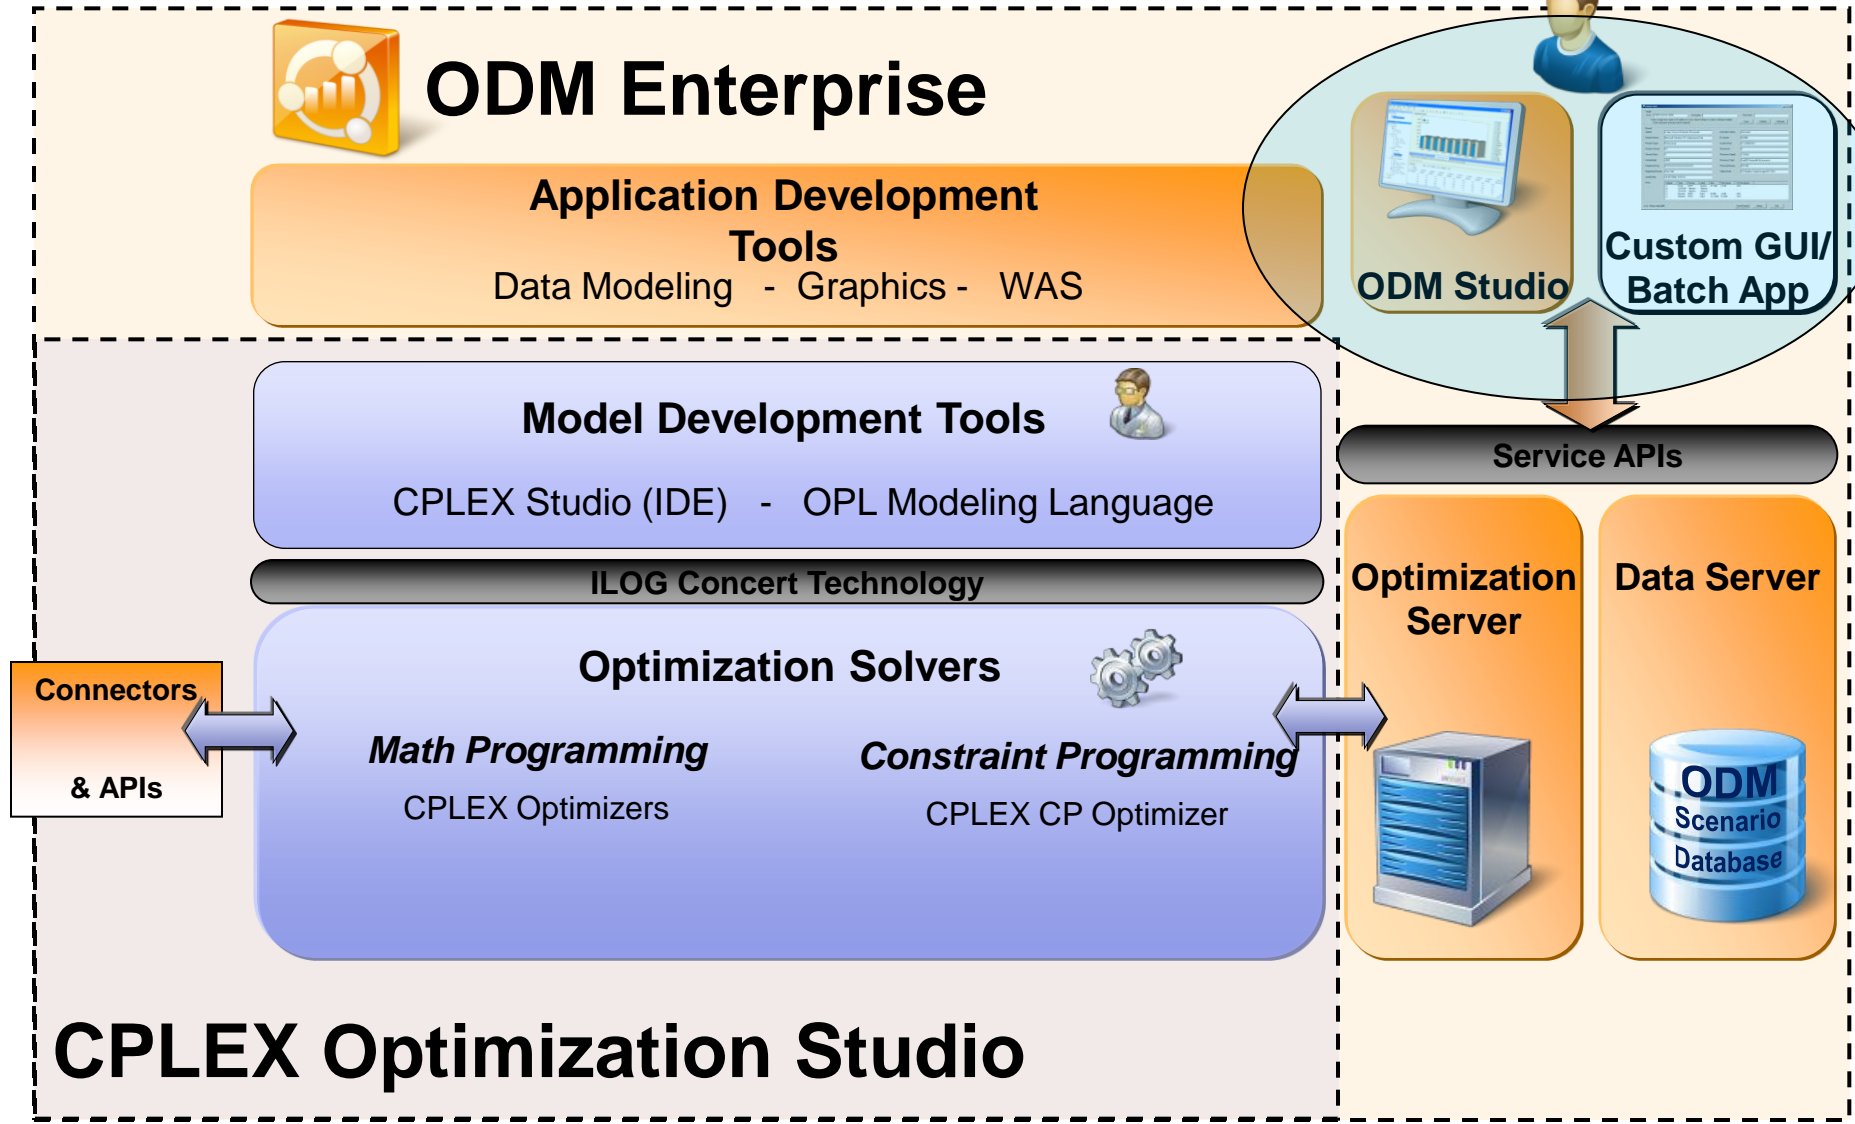 ODM Enterprise
Application Development
Tools
Data Modeling - Graphics - WAS
ODM Studio
Custom GUI/
Batch App
Model Development Tools
CPLEX Studio (IDE) - OPL Modeling Language
Service APIs
ILOG Concert Technology
Optimization
Server
Data Server
Optimization Solvers
Connectors
& APIs
Math Programming
CPLEX Optimizers
Constraint Programming
CPLEX CP Optimizer
ODM
Scenario
Database
CPLEX Optimization Studio